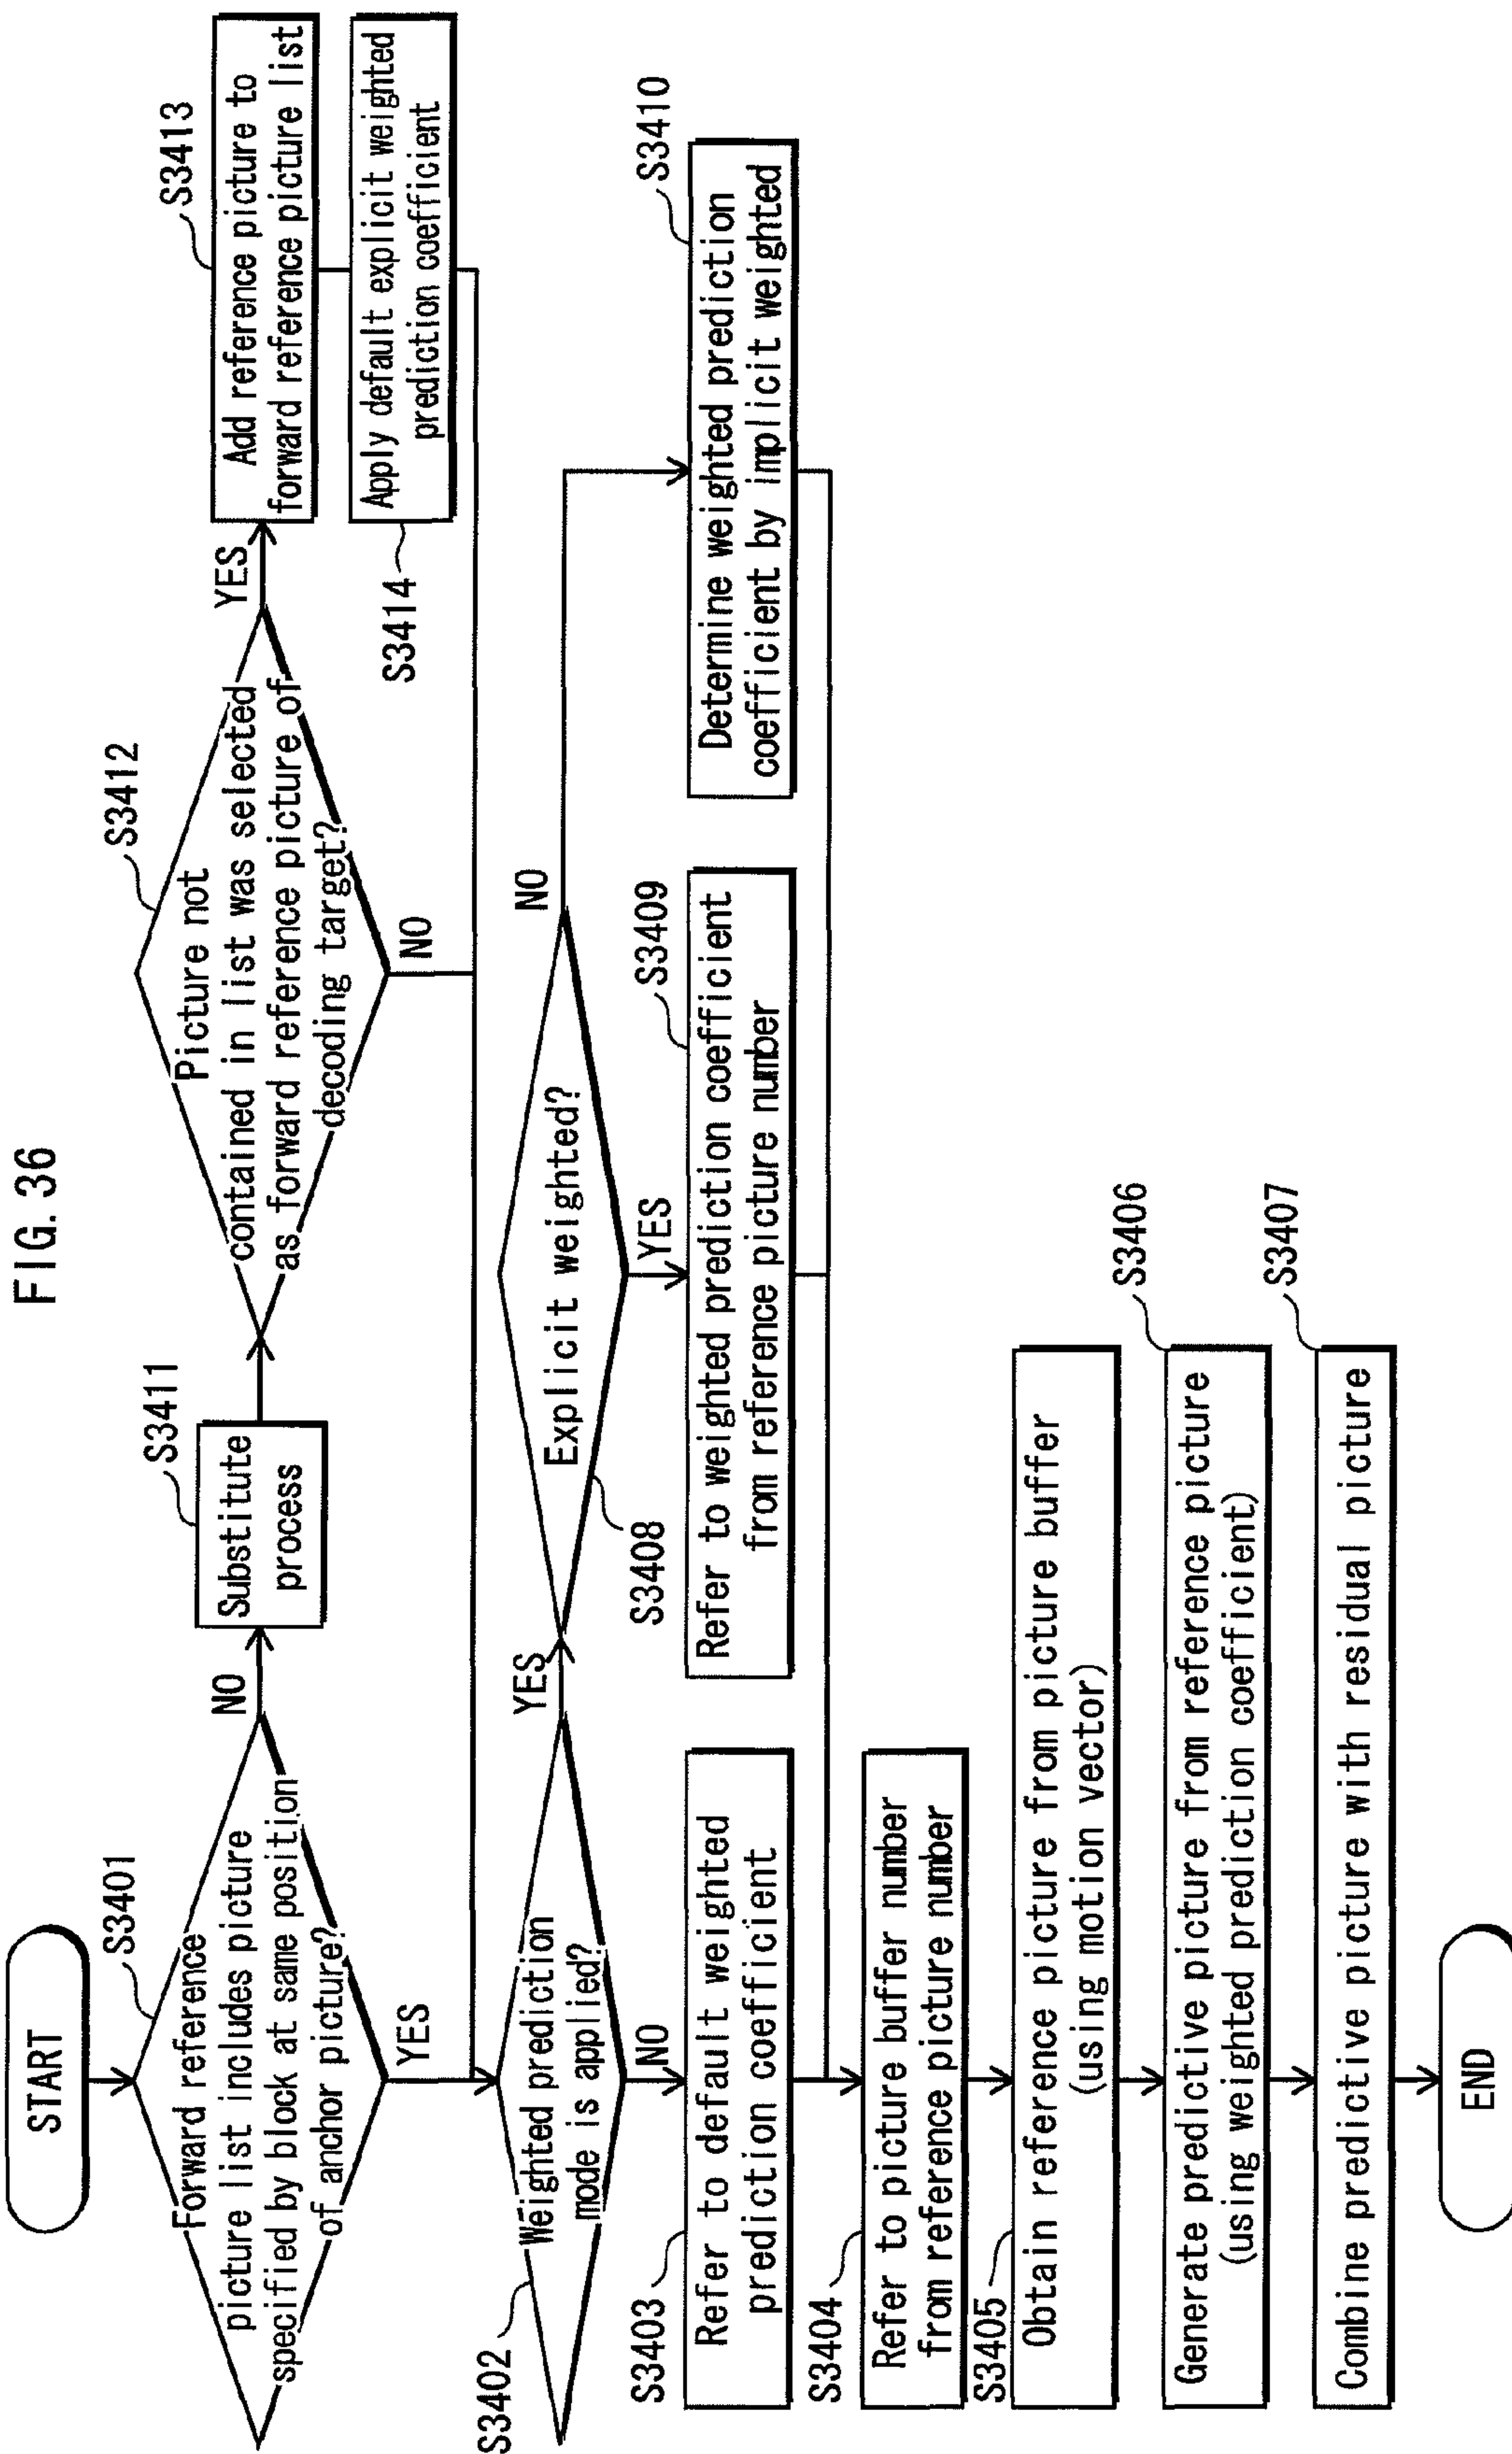 FIG. 36
START
S3401
Forward reference
picture list includes picture
specified by block at same position
of anchor picture?
NO
YES
S3411
Substitute
process
S3412
Picture not
contained in list was selected
as forward reference picture of
decoding target?
YES
NO
S3413
Add reference picture to
forward reference picture list
S3414
Apply default explicit weighted
prediction coefficient
S3402
Weighted prediction
mode is applied?
YES
NO
S3408
Explicit weighted?
NO
YES
S3403
Refer to default weighted
prediction coefficient
S3409
Refer to weighted prediction coefficient
from reference picture number
S3410
Determine weighted prediction
coefficient by implicit weighted
S3404
Refer to picture buffer number
from reference picture number
S3405
Obtain reference picture from picture buffer
(using motion vector)
S3406
Generate predictive picture from reference picture
(using weighted prediction coefficient)
S3407
Combine predictive picture with residual picture
END